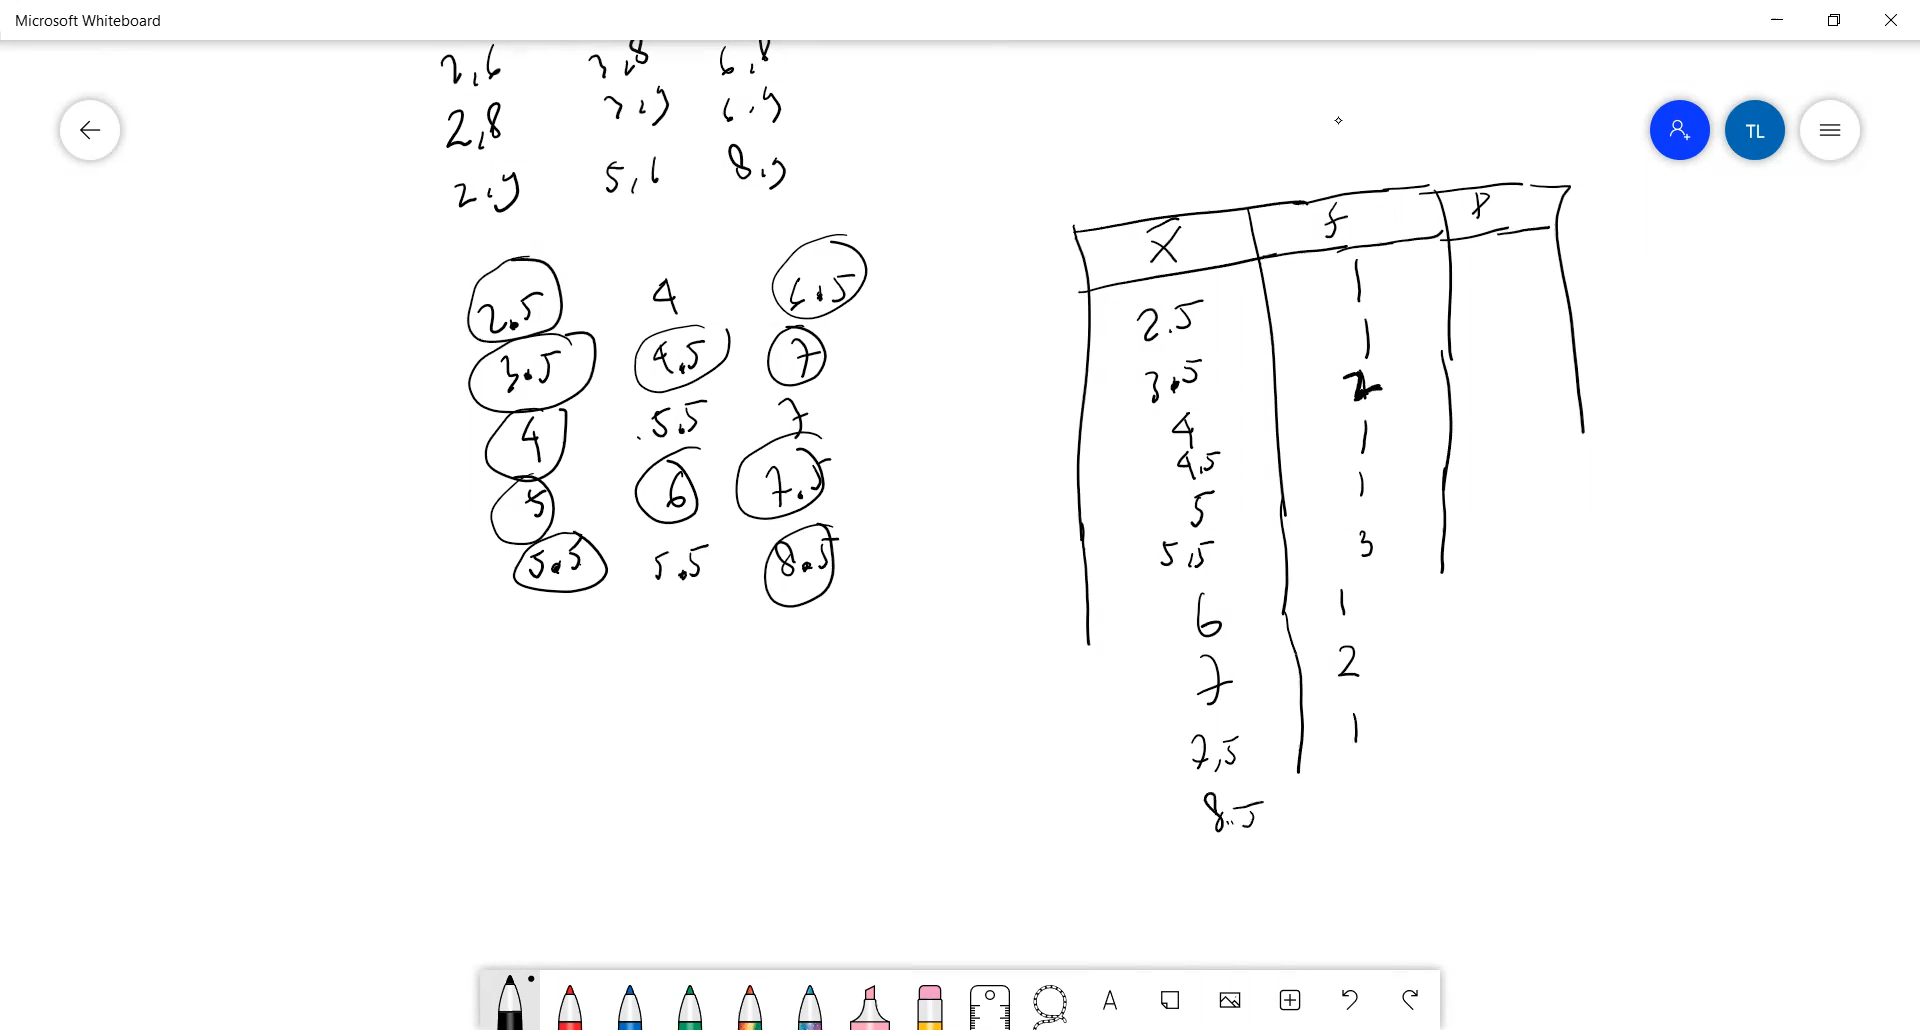 Microsoft Whiteboard
2,6 3,8 6,8
2,8 3,9 6,9
2,9 5,6 8,9
TL
2.5 4 6.5
3.5 4.5 7
4 5.5 7
5 6 7.5
5.5 5.5 8.5
X̄ f P
2.5 1
3.5 1
4 2
4,5 1
5 1
5,5 3
6 1
7 2
7,5 1
8.5
A